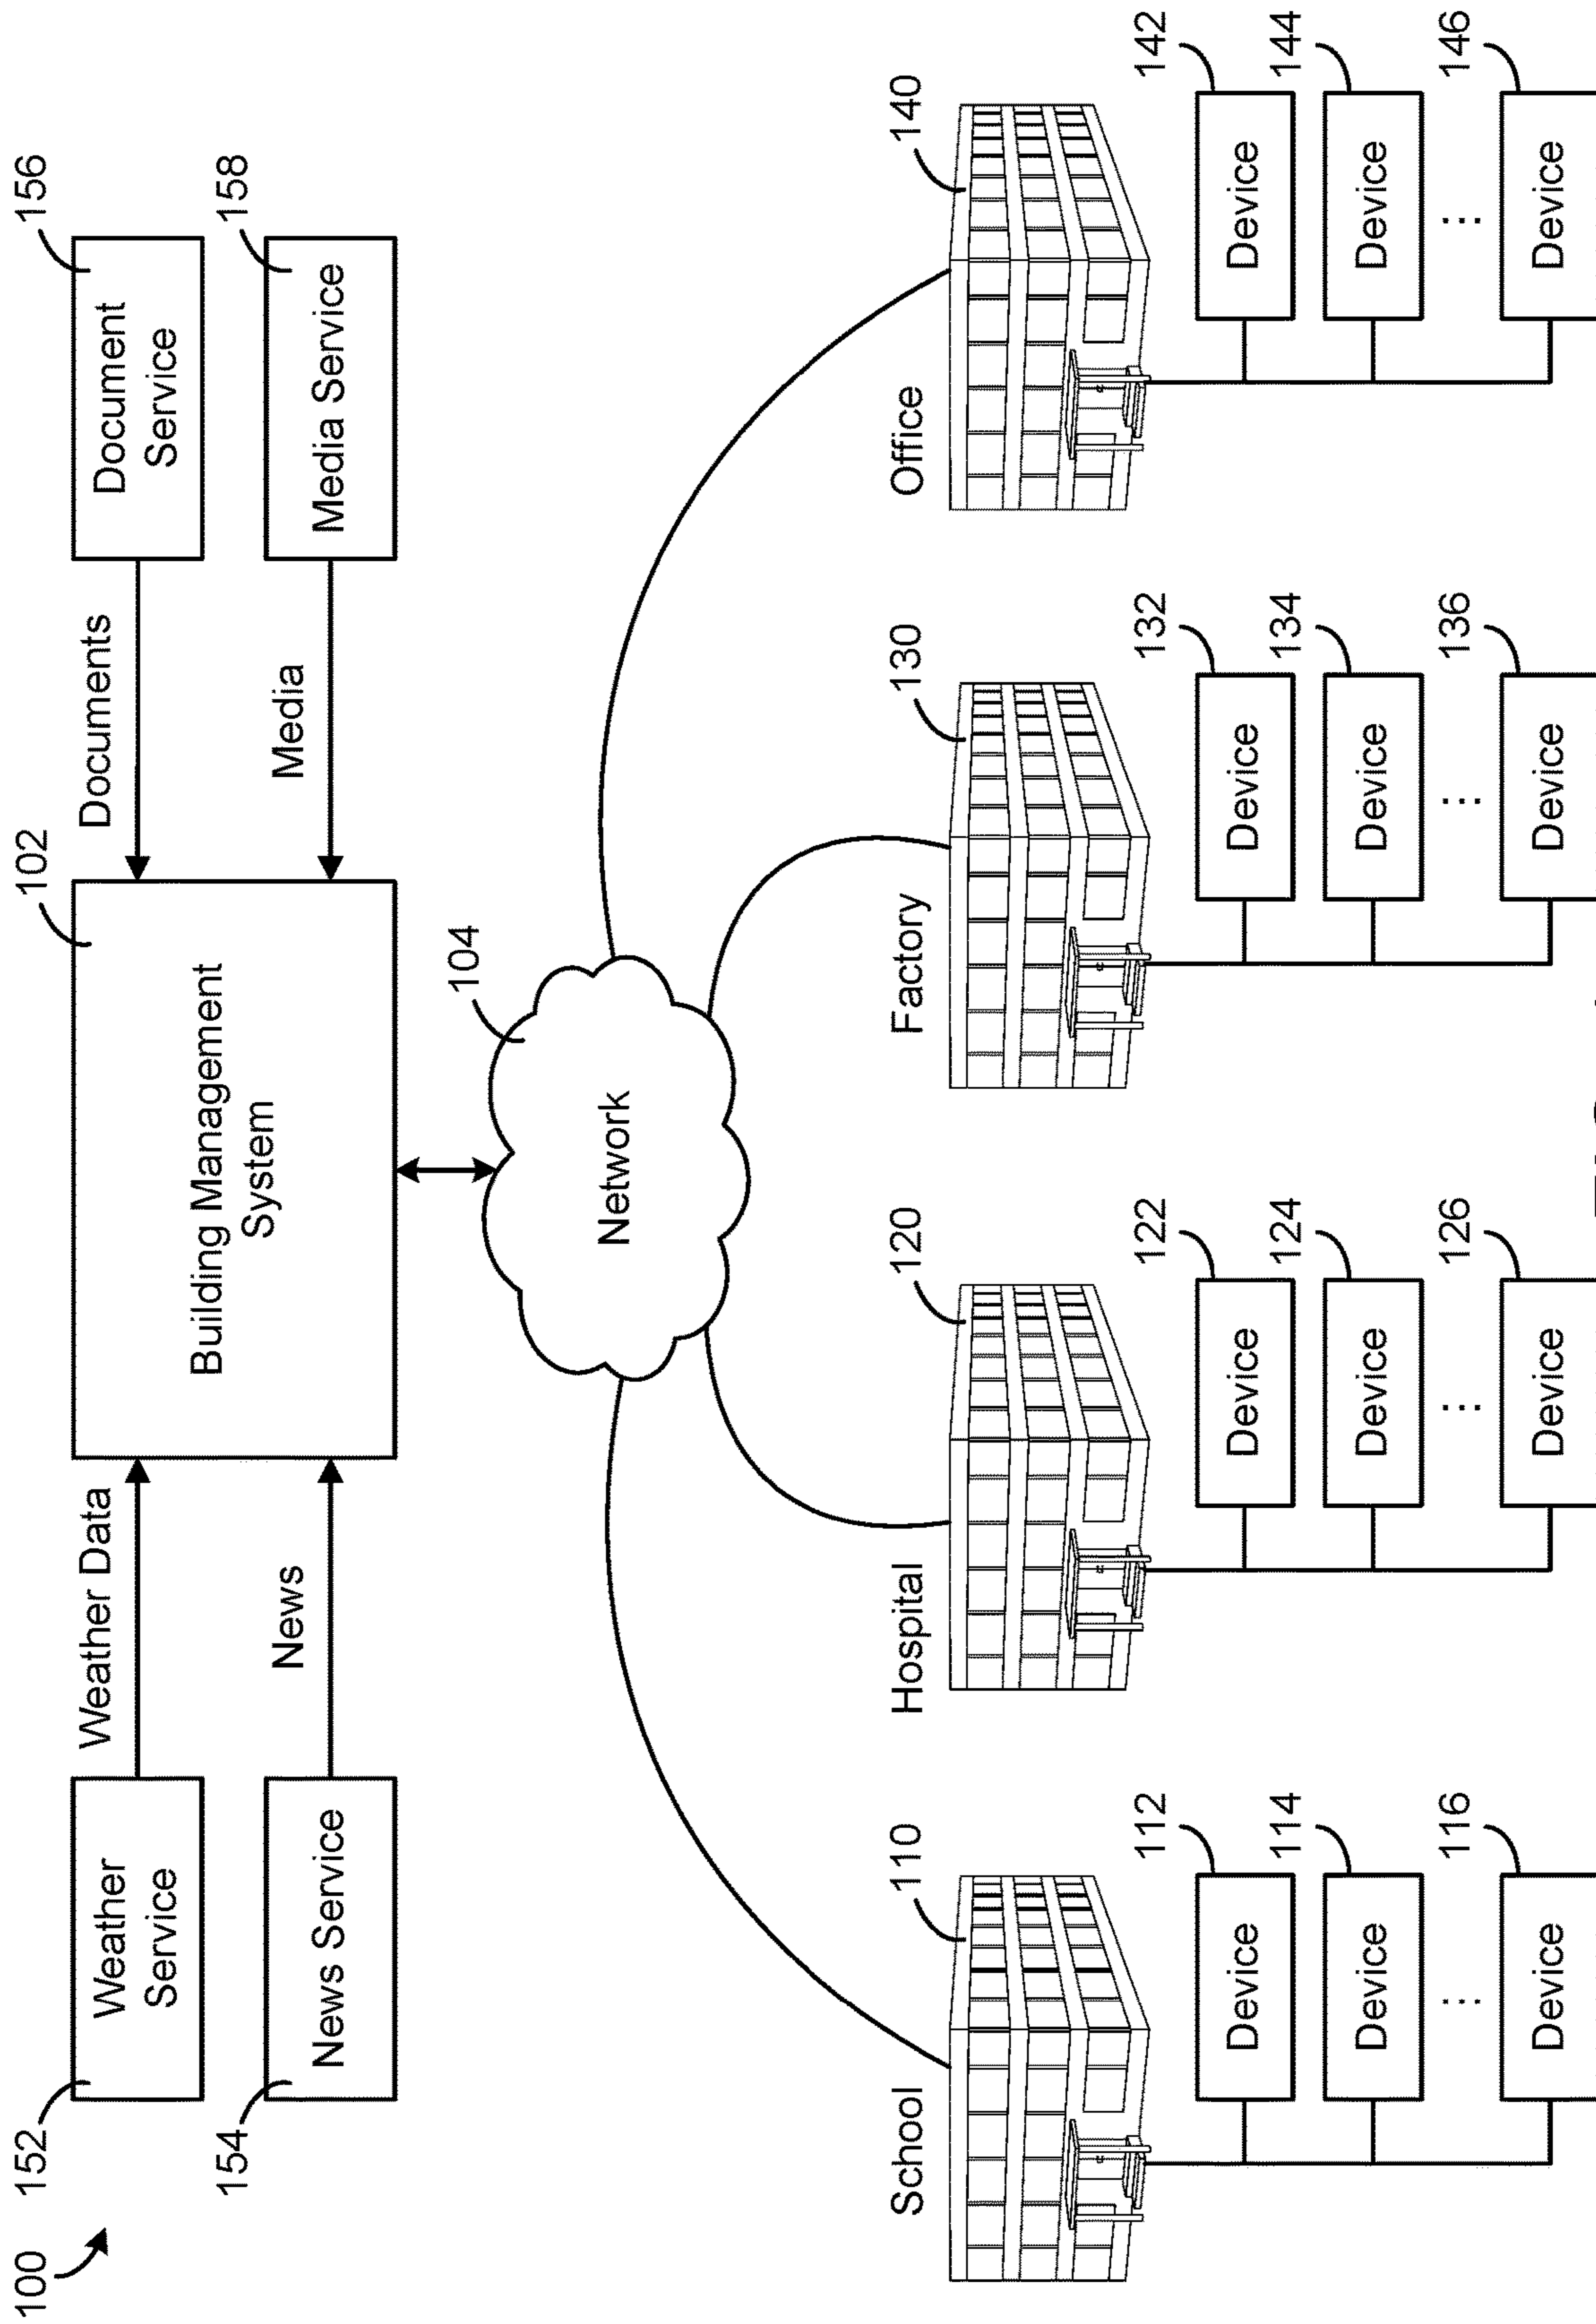 100
152
Weather
Service
154
News Service
Weather Data
News
102
Building Management
System
Documents
Media
156
Document
Service
158
Media Service
104
Network
School
110
Hospital
120
Factory
130
Office
140
Device
112
Device
114
⋮
Device
116
Device
122
Device
124
⋮
Device
126
Device
132
Device
134
⋮
Device
136
Device
142
Device
144
⋮
Device
146